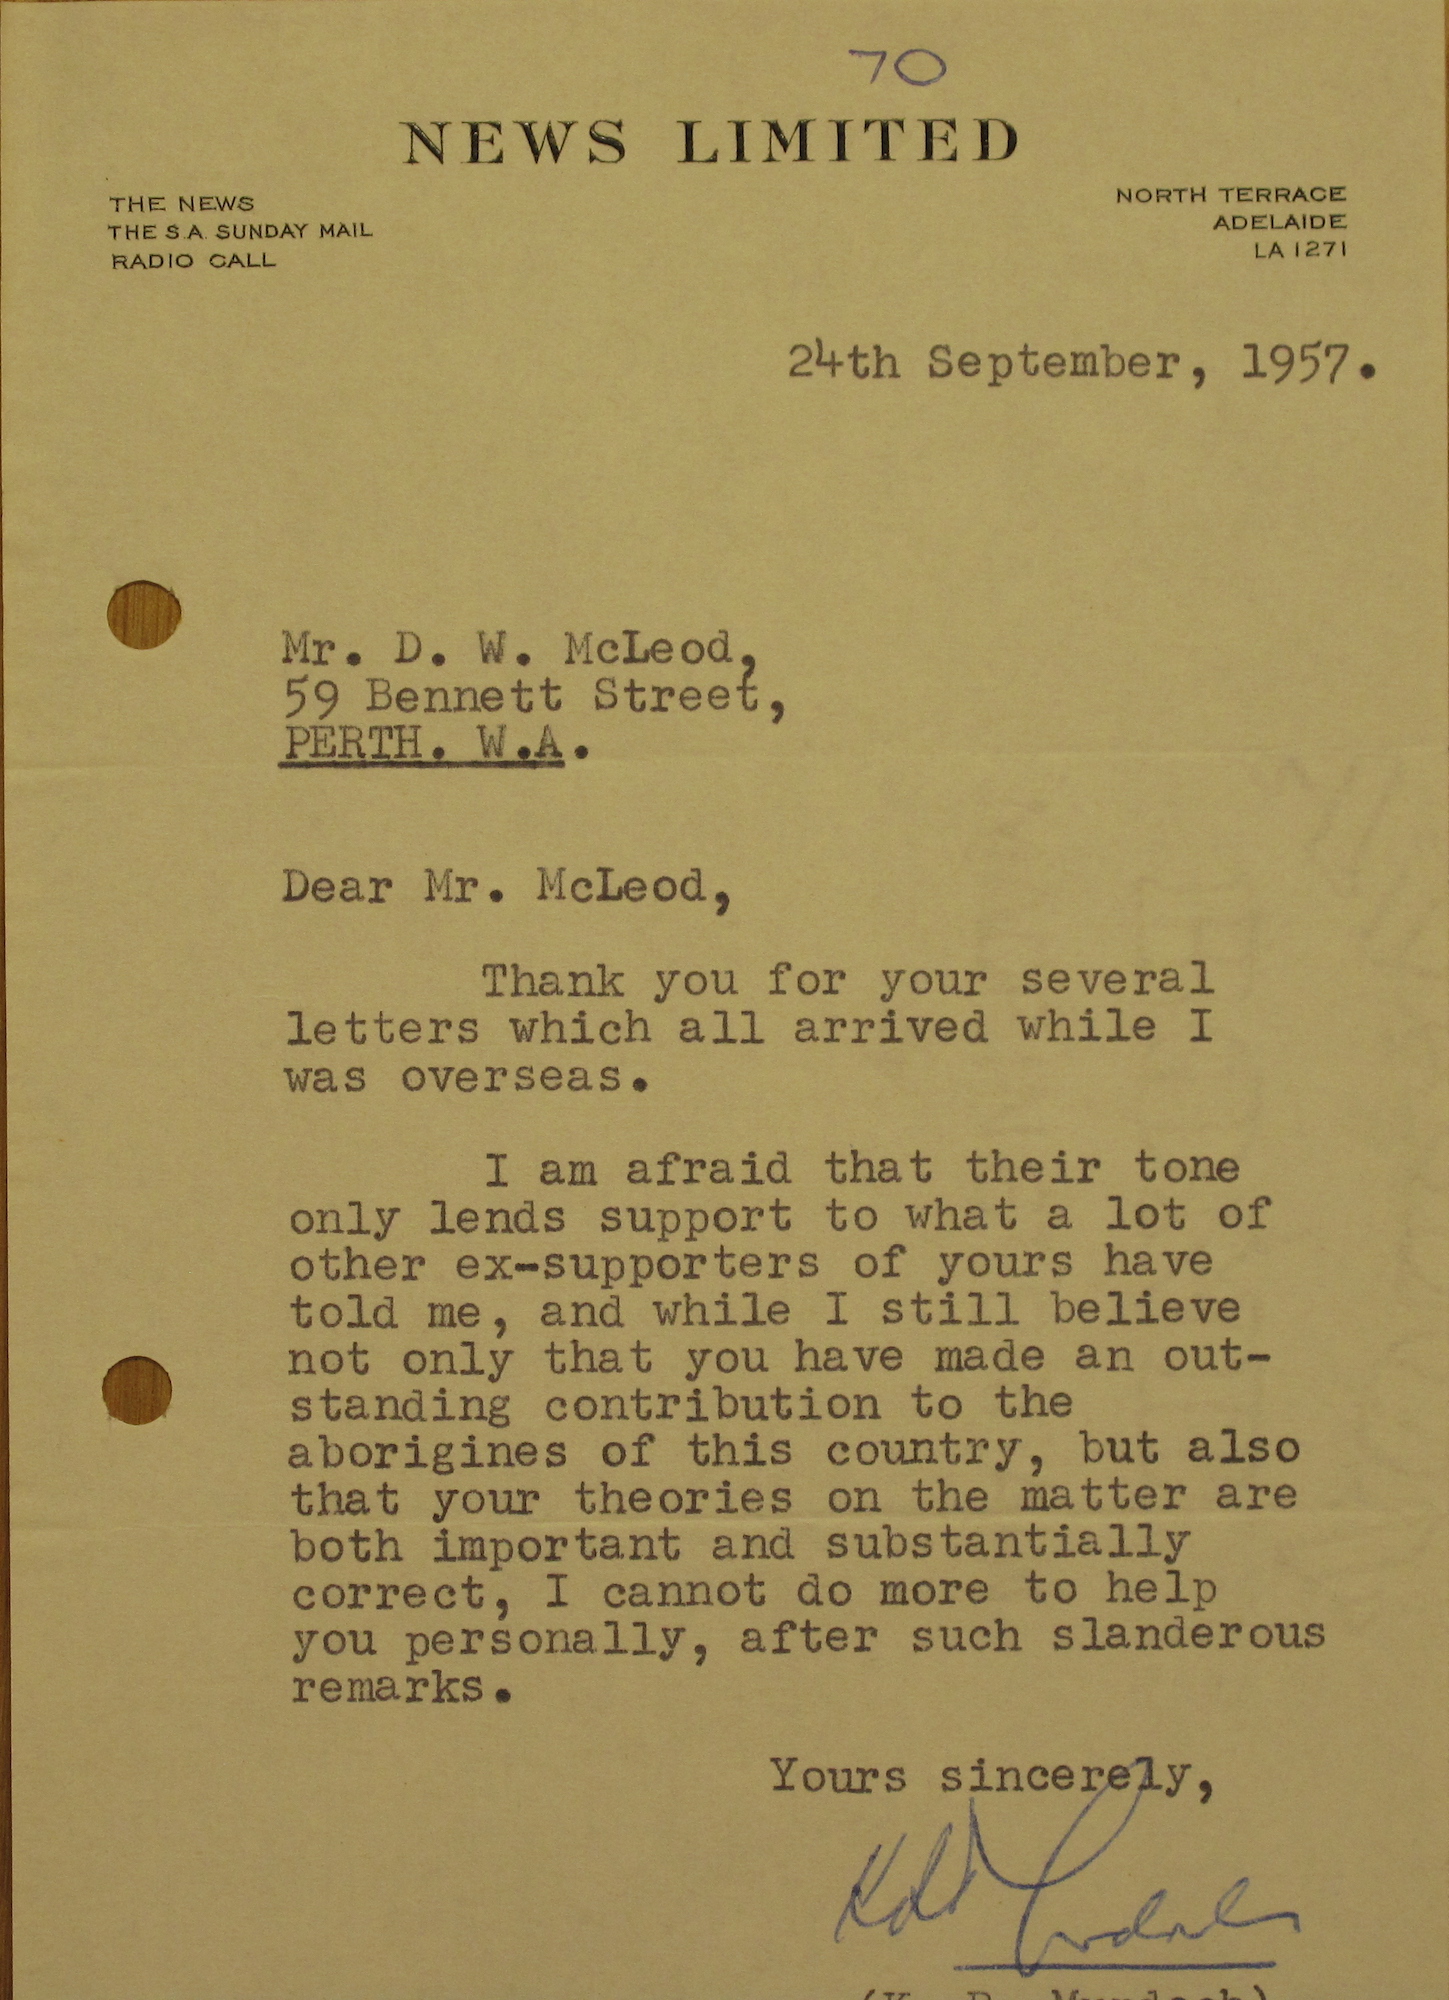 70
NEWS LIMITED
THE NEWS
THE S.A. SUNDAY MAIL
RADIO CALL
NORTH TERRACE
ADELAIDE
LA 1271
24th September, 1957.
Mr. D. W. McLeod,
59 Bennett Street,
PERTH. W.A.
Dear Mr. McLeod,
Thank you for your several
letters which all arrived while I
was overseas.
I am afraid that their tone
only lends support to what a lot of
other ex-supporters of yours have
told me, and while I still believe
not only that you have made an out-
standing contribution to the
aborigines of this country, but also
that your theories on the matter are
both important and substantially
correct, I cannot do more to help
you personally, after such slanderous
remarks.
Yours sincerely,
(K. R. Murdoch)